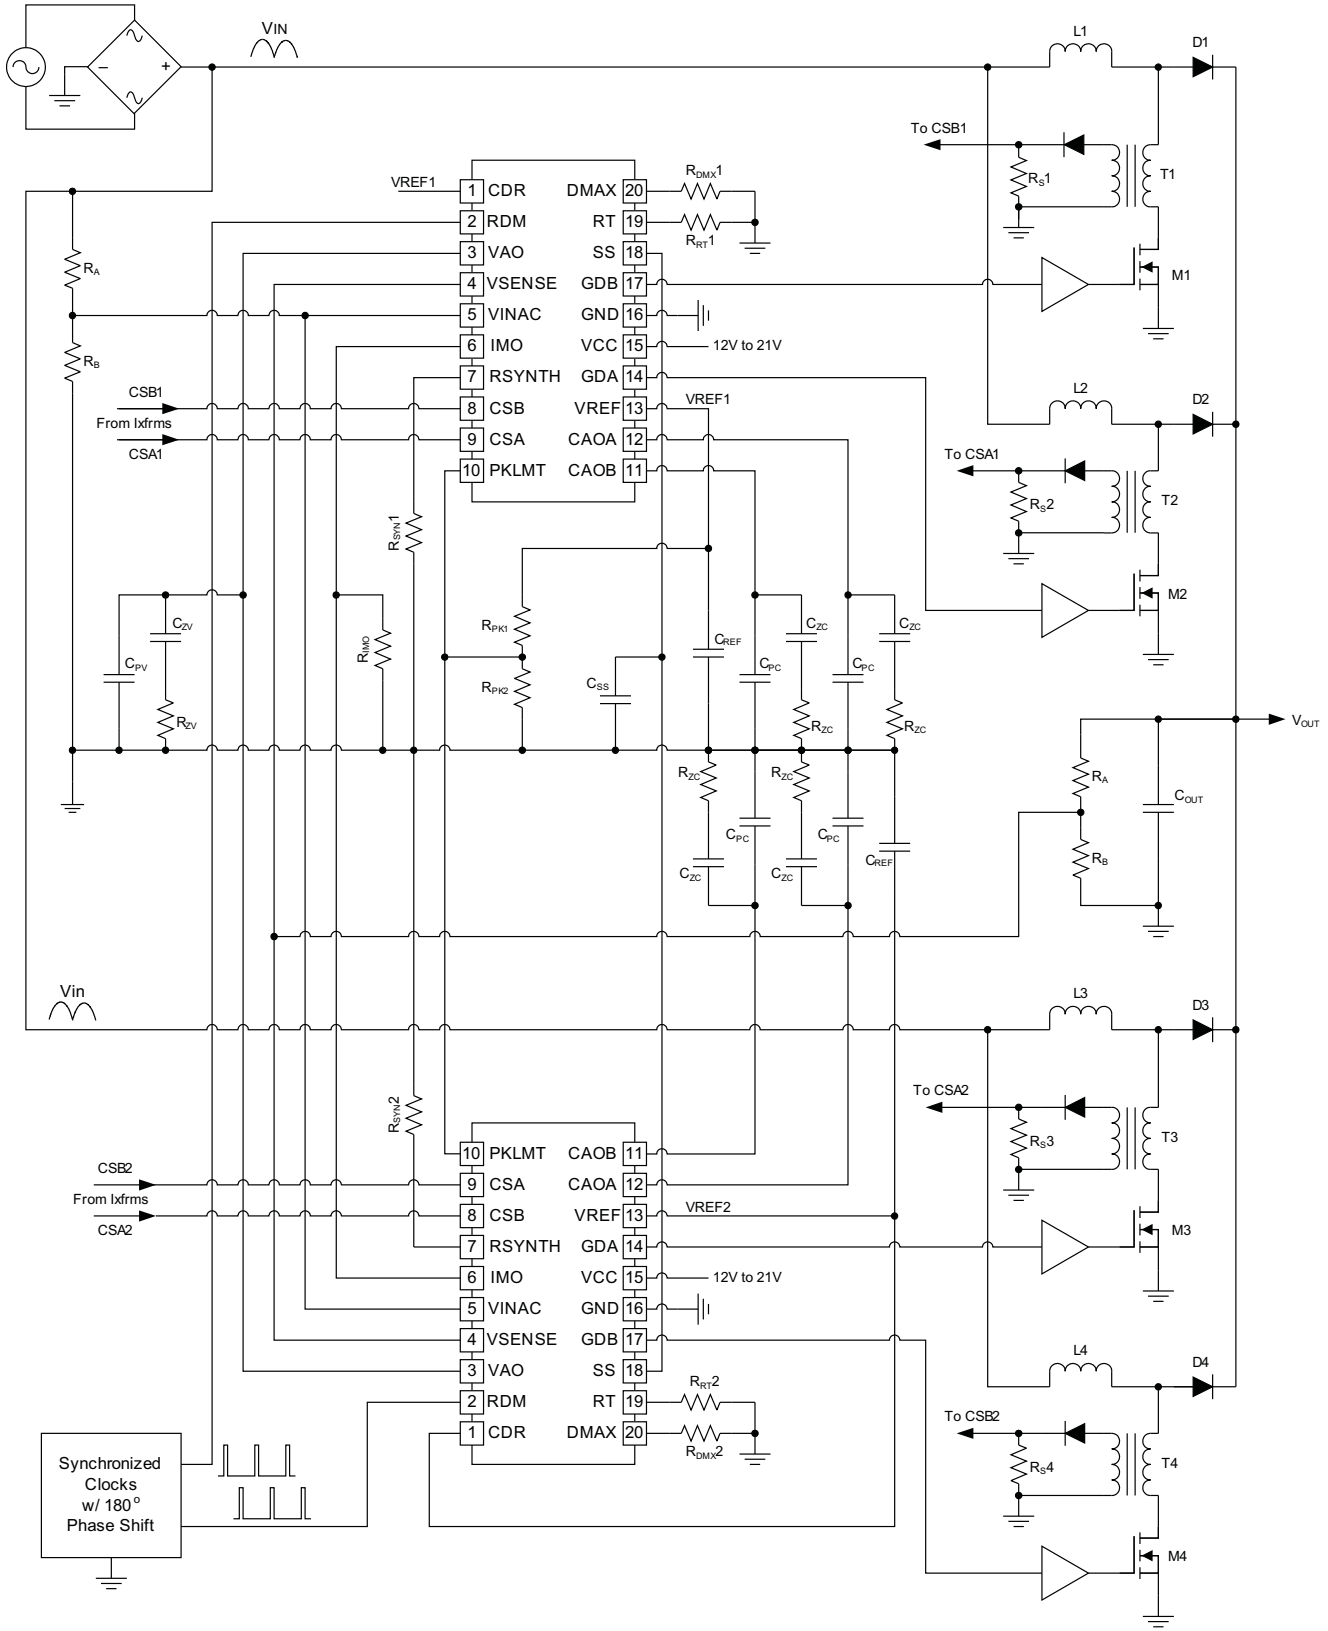 VIN
L1
D1
To CSB1
RS1
T1
M1
VREF1
1 CDR DMAX 20
2 RDM RT 19
3 VAO SS 18
4 VSENSE GDB 17
5 VINAC GND 16
6 IMO VCC 15
7 RSYNTH GDA 14
8 CSB VREF 13
9 CSA CAOA 12
10 PKLMT CAOB 11
RDMX1
RRT1
12V to 21V
VREF1
RA
RB
CSB1
From Ixfrms
CSA1
L2
D2
To CSA1
RS2
T2
M2
RSYN1
CZV
CPV
RZV
RIMO
RPK1
RPK2
CSS
CREF
CPC
CZC
RZC
CPC
CZC
RZC
VOUT
RA
RB
COUT
RZC
CPC
CZC
RZC
CPC
CZC
CREF
Vin
L3
D3
To CSA2
RS3
T3
M3
RSYN2
CSB2
From Ixfrms
CSA2
10 PKLMT CAOB 11
9 CSA CAOA 12
8 CSB VREF 13
7 RSYNTH GDA 14
6 IMO VCC 15
5 VINAC GND 16
4 VSENSE GDB 17
3 VAO SS 18
2 RDM RT 19
1 CDR DMAX 20
VREF2
12V to 21V
RRT2
RDMX2
L4
D4
To CSB2
RS4
T4
M4
Synchronized
Clocks
w/ 180°
Phase Shift